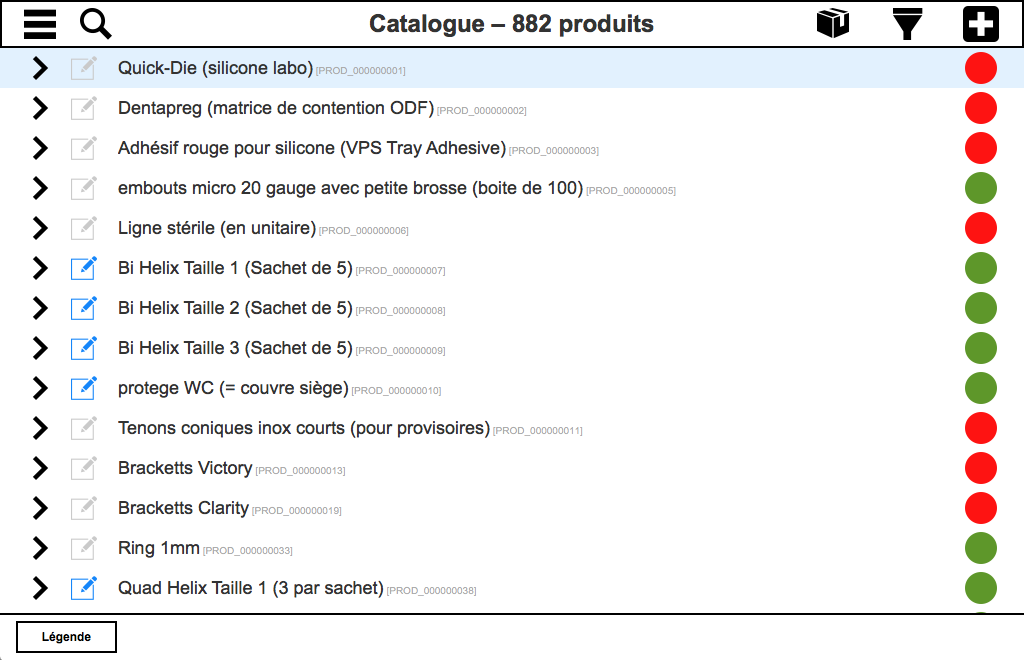 Catalogue – 882 produits
Quick-Die (silicone labo) [PROD_000000001]
Dentapreg (matrice de contention ODF) [PROD_000000002]
Adhésif rouge pour silicone (VPS Tray Adhesive) [PROD_000000003]
embouts micro 20 gauge avec petite brosse (boite de 100) [PROD_000000005]
Ligne stérile (en unitaire) [PROD_000000006]
Bi Helix Taille 1 (Sachet de 5) [PROD_000000007]
Bi Helix Taille 2 (Sachet de 5) [PROD_000000008]
Bi Helix Taille 3 (Sachet de 5) [PROD_000000009]
protege WC (= couvre siège) [PROD_000000010]
Tenons coniques inox courts (pour provisoires) [PROD_000000011]
Bracketts Victory [PROD_000000013]
Bracketts Clarity [PROD_000000019]
Ring 1mm [PROD_000000033]
Quad Helix Taille 1 (3 par sachet) [PROD_000000038]
Légende